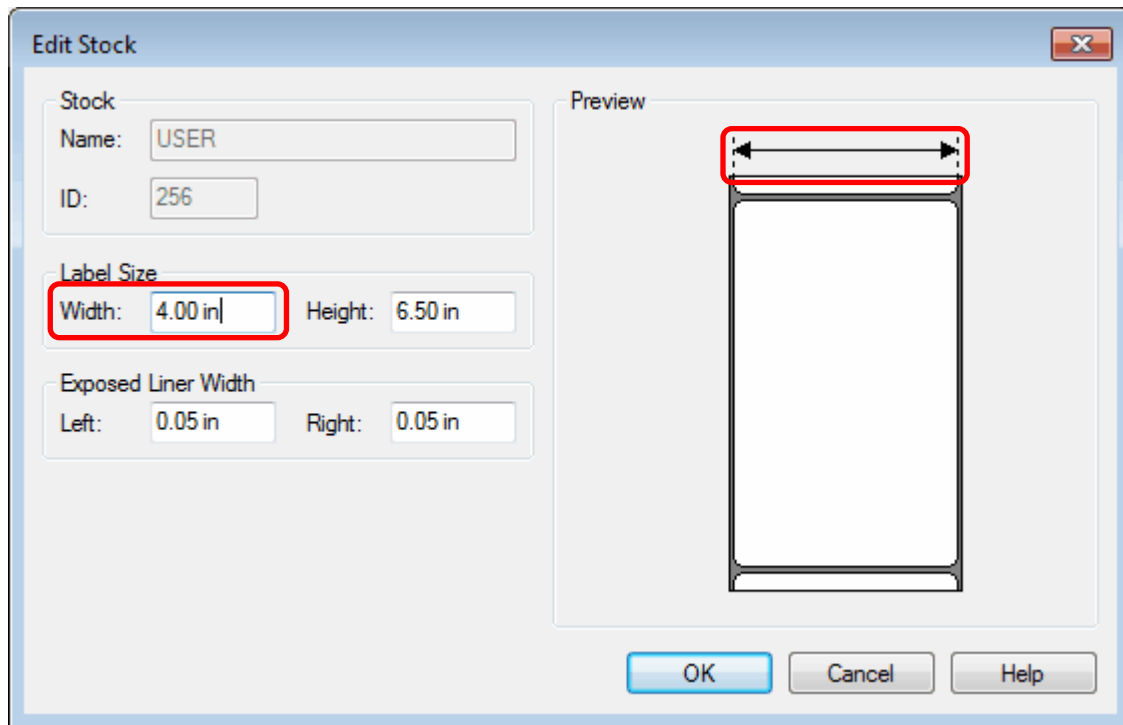 Edit Stock
Stock
Name: USER
ID: 256
Label Size
Width: 4.00 in Height: 6.50 in
Exposed Liner Width
Left: 0.05 in Right: 0.05 in
Preview
OK Cancel Help